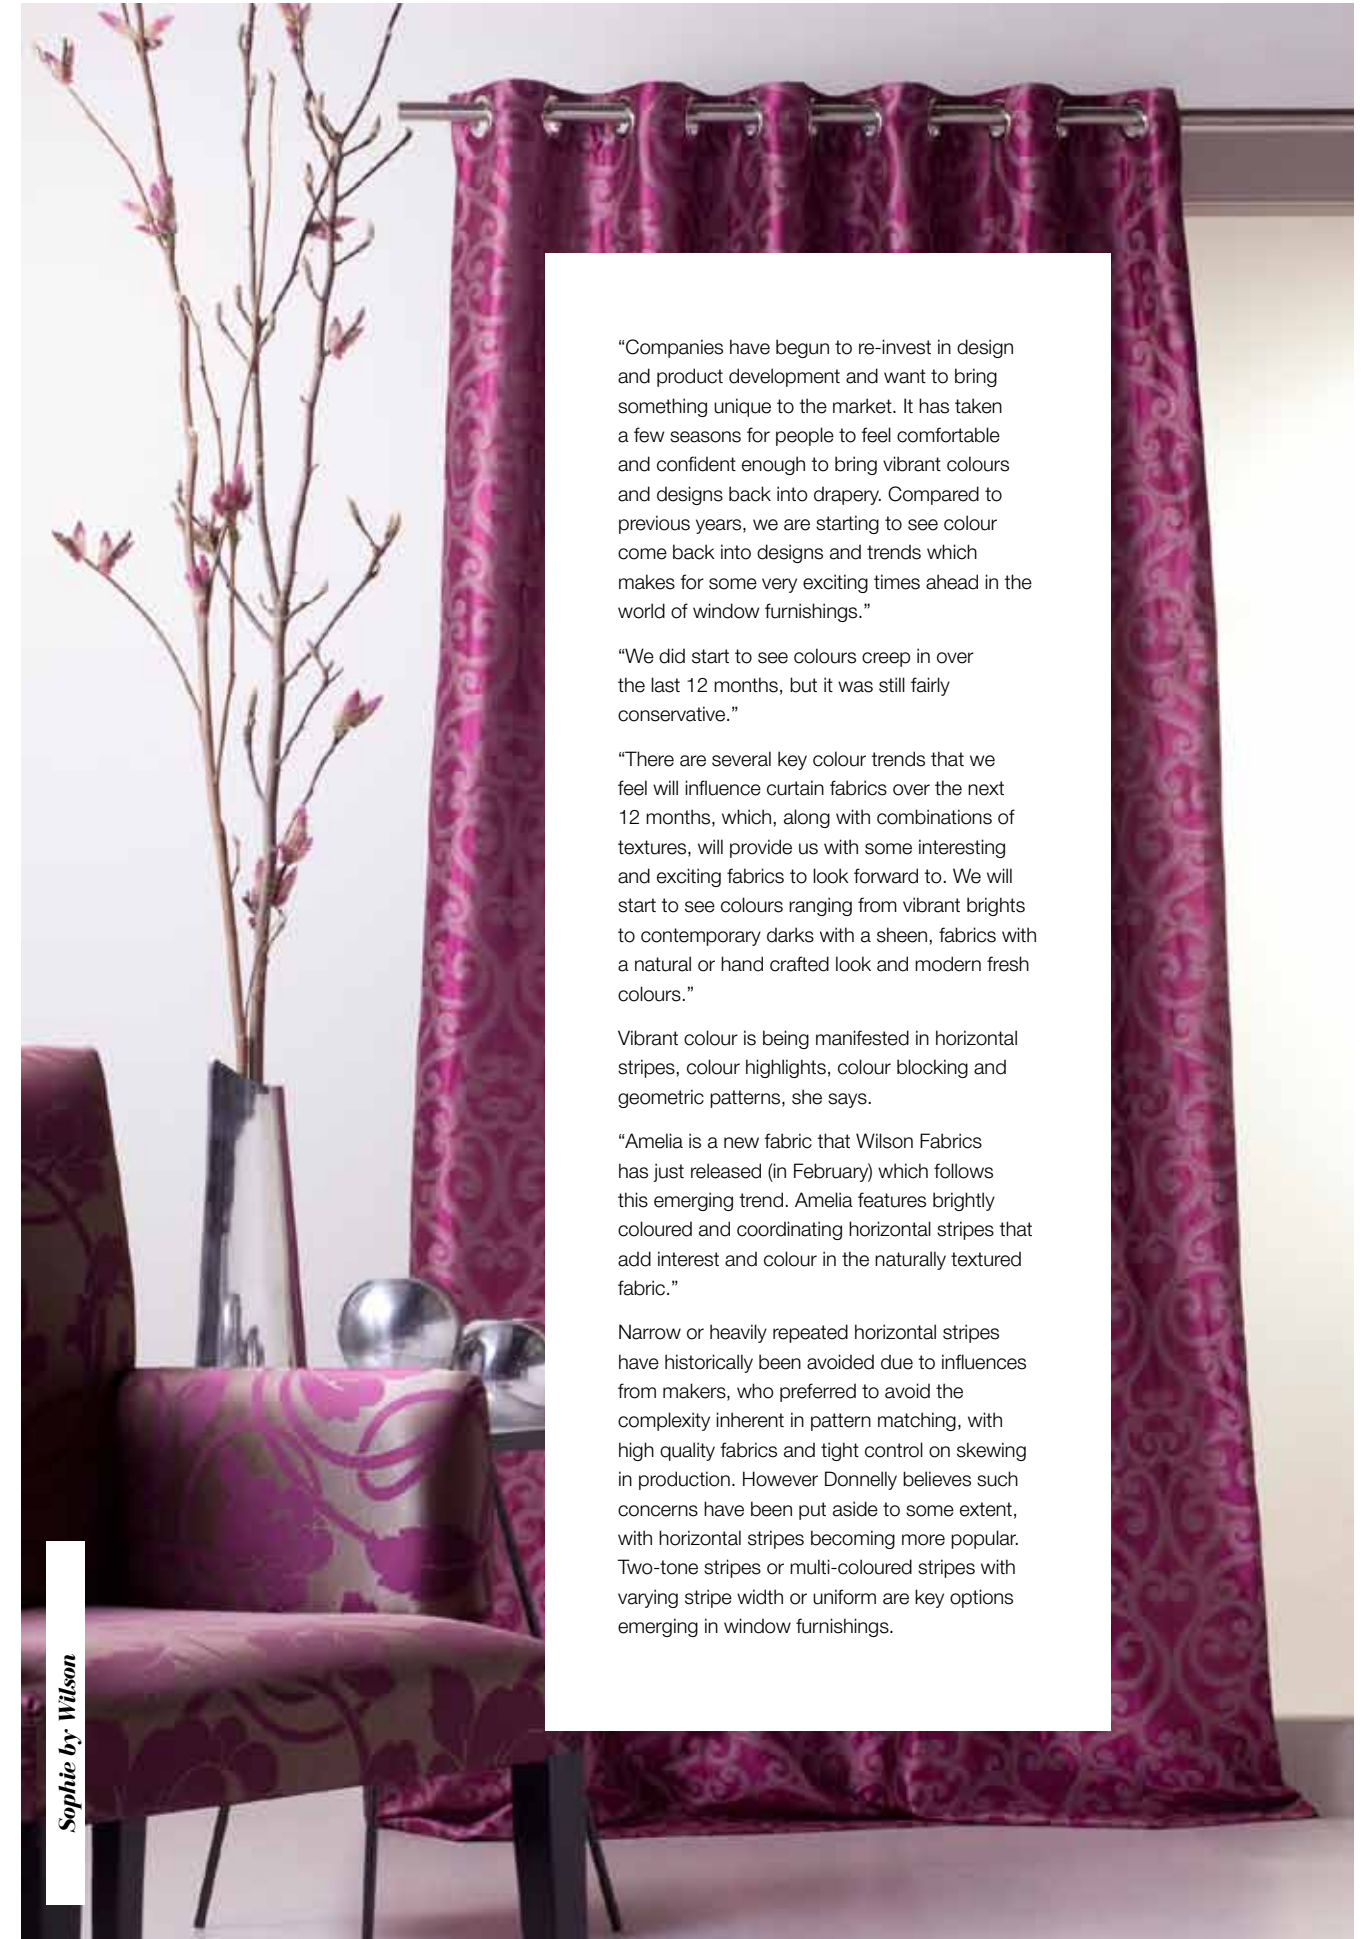 “Companies have begun to re-invest in design
and product development and want to bring
something unique to the market. It has taken
a few seasons for people to feel comfortable
and confident enough to bring vibrant colours
and designs back into drapery. Compared to
previous years, we are starting to see colour
come back into designs and trends which
makes for some very exciting times ahead in the
world of window furnishings.”
“We did start to see colours creep in over
the last 12 months, but it was still fairly
conservative.”
“There are several key colour trends that we
feel will influence curtain fabrics over the next
12 months, which, along with combinations of
textures, will provide us with some interesting
and exciting fabrics to look forward to. We will
start to see colours ranging from vibrant brights
to contemporary darks with a sheen, fabrics with
a natural or hand crafted look and modern fresh
colours.”
Vibrant colour is being manifested in horizontal
stripes, colour highlights, colour blocking and
geometric patterns, she says.
“Amelia is a new fabric that Wilson Fabrics
has just released (in February) which follows
this emerging trend. Amelia features brightly
coloured and coordinating horizontal stripes that
add interest and colour in the naturally textured
fabric.”
Narrow or heavily repeated horizontal stripes
have historically been avoided due to influences
from makers, who preferred to avoid the
complexity inherent in pattern matching, with
high quality fabrics and tight control on skewing
in production. However Donnelly believes such
concerns have been put aside to some extent,
with horizontal stripes becoming more popular.
Two-tone stripes or multi-coloured stripes with
varying stripe width or uniform are key options
emerging in window furnishings.
Sophie by Wilson